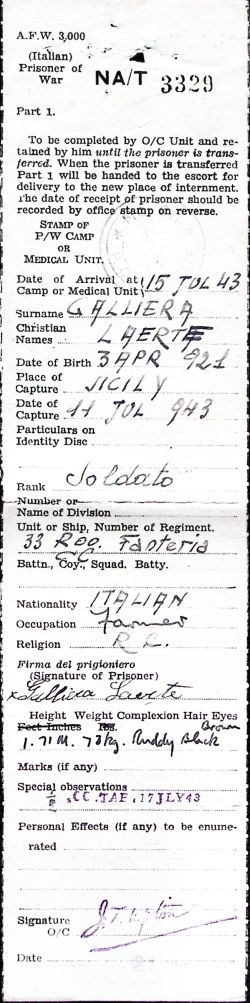 A.F.W. 3,000
(Italian)
Prisoner of
War
NA/T 3329
Part 1.
To be completed by O/C Unit and re-
tained by him until the prisoner is trans-
ferred. When the prisoner is transferred
Part 1 will be handed to the escort for
delivery to the new place of internment.
The date of receipt of prisoner should be
recorded by office stamp on reverse.
STAMP OF
P/W CAMP
OR
MEDICAL UNIT.
Date of Arrival at
Camp or Medical Unit 15 JUL 43
Surname GALLIERA
Christian
Names LAERTE
Date of Birth 3 APR 921
Place of
Capture SICILY
Date of
Capture 11 JUL 943
Particulars on
Identity Disc
Rank Soldato
Number or
Name of Division
Unit or Ship, Number of Regiment.
33 Fanteria
Battn., Coy., Squad. Batty.
Nationality ITALIAN
Occupation farmer
Religion R.C.
Firma del prigioniero
(Signature of Prisoner)
x Galliera Laerte
Height Weight Complexion Hair Eyes
Feet Inches lbs. Brown
1.71 M. 73 kg. Ruddy Black
Marks (if any)
Special observations
17 JLY 43
Personal Effects (if any) to be enume-
rated
Signature
O/C
Date